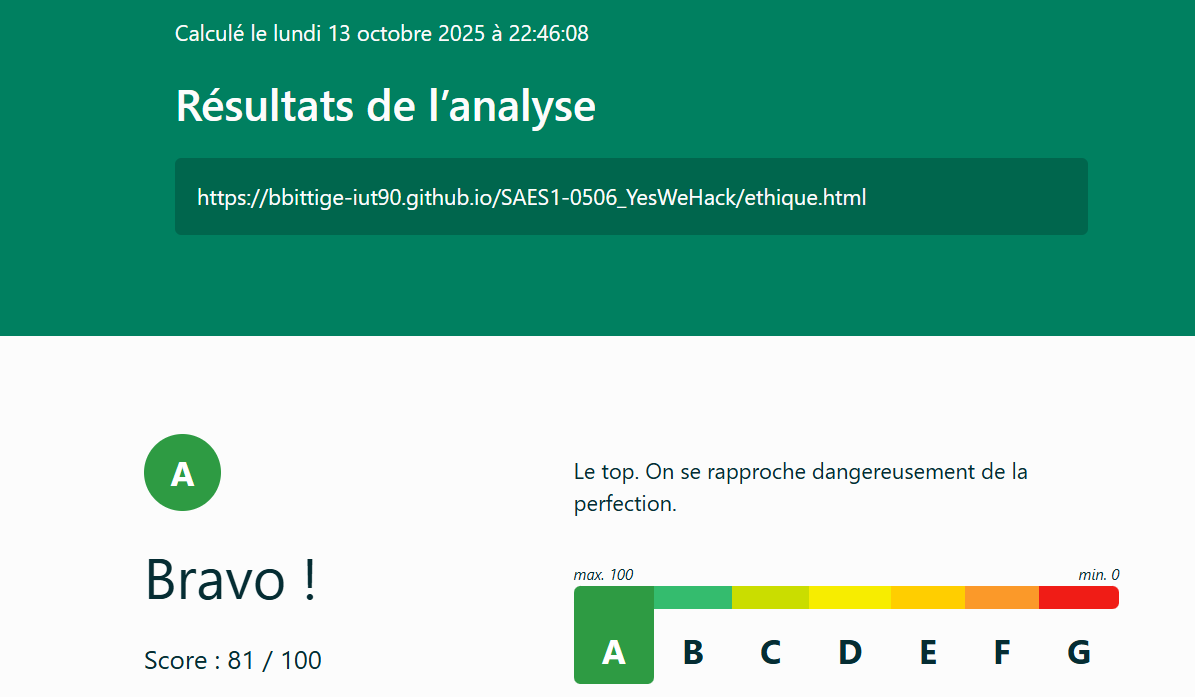 Calculé le lundi 13 octobre 2025 à 22:46:08
Résultats de l’analyse
https://bbittige-iut90.github.io/SAES1-0506_YesWeHack/ethique.html
A
Bravo !
Score : 81 / 100
Le top. On se rapproche dangereusement de la
perfection.
max. 100 min. 0
A B C D E F G